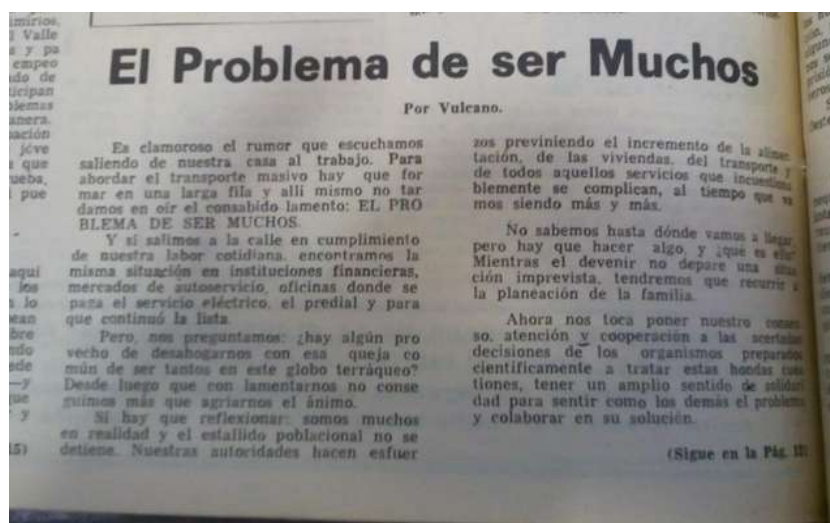 El Problema de ser Muchos
Por Vulcano.
Es clamoroso el rumor que escuchamos
saliendo de nuestra casa al trabajo. Para
abordar el transporte masivo hay que for
mar en una larga fila y allí mismo no tar
damos en oír el consabido lamento: EL PRO
BLEMA DE SER MUCHOS.
Y si salimos a la calle en cumplimiento
de nuestra labor cotidiana, encontramos la
misma situación en instituciones financieras,
mercados de autoservicio, oficinas donde se
paga el servicio eléctrico, el predial y para
que continuó la lista.
Pero, nos preguntamos: ¿hay algún pro
vecho de desahogarnos con esa queja co
mún de ser tantos en este globo terráqueo?
Desde luego que con lamentarnos no conse
guimos más que agriarnos el ánimo.
Si hay que reflexionar: somos muchos
en realidad y el estallido poblacional no se
detiene. Nuestras autoridades hacen esfuer
zos previniendo el incremento de la alimen
tación, de las viviendas, del transporte y
de todos aquellos servicios que incuestiona
blemente se complican, al tiempo que va
mos siendo más y más.
No sabemos hasta dónde vamos a llegar,
pero hay que hacer algo, y ¿qué es ello?
Mientras el devenir no depare una situa
ción imprevista, tendremos que recurrir a
la planeación de la familia.
Ahora nos toca poner nuestro consen
so, atención y cooperación a las acertadas
decisiones de los organismos preparados
científicamente a tratar estas hondas cues
tiones, tener un amplio sentido de solidari
dad para sentir como los demás el problema
y colaborar en su solución.
(Sigue en la Pág.